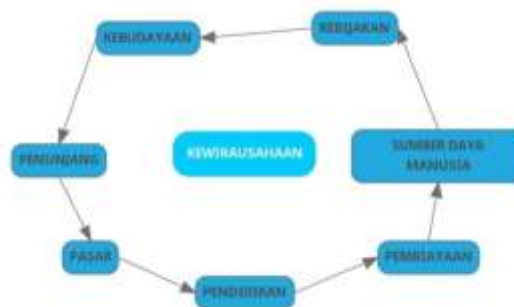 KEBIJAKAN
KEBUDAYAAN
KEWIRAUSAHAAN
SUMBER DAYA
MANUSIA
PENUNJANG
PASAR
PEMBIAYAAN
PENDIDIKAN